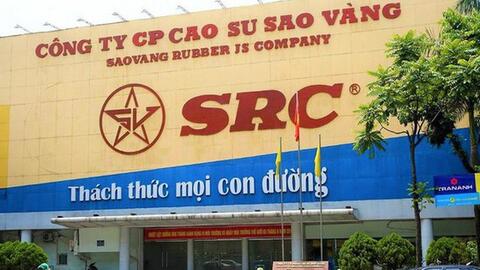 CÔNG TY CP CAO SU SAO VÀNG
SAOVANG RUBBER JS COMPANY
SRC®
Thách thức mọi con đường
TRANANH